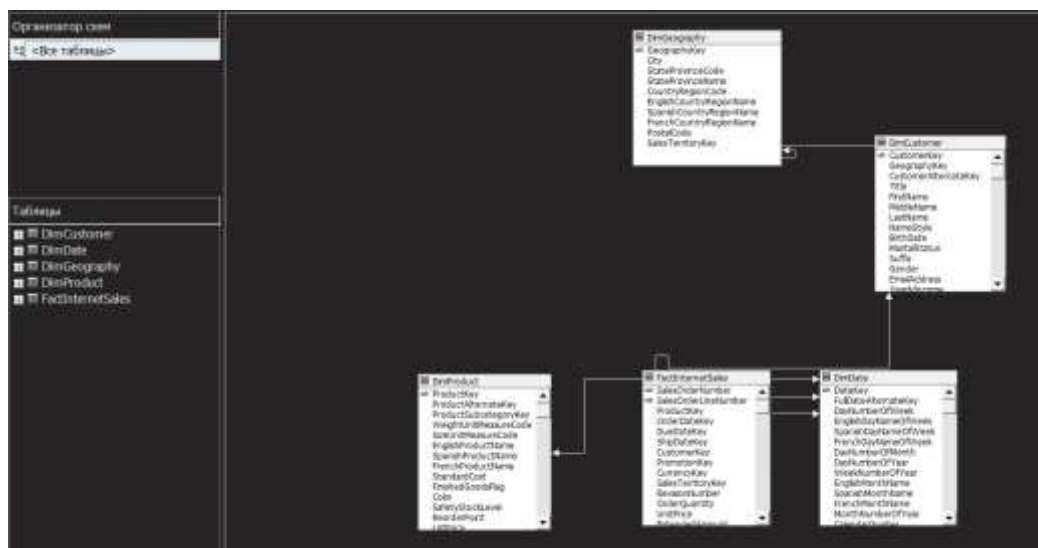 Организатор схем
<Все таблицы>
Таблицы
DimCustomer
DimDate
DimGeography
DimProduct
FactInternetSales
DimGeography
GeographyKey
City
StateProvinceCode
StateProvinceName
CountryRegionCode
EnglishCountryRegionName
SpanishCountryRegionName
FrenchCountryRegionName
PostalCode
SalesTerritoryKey
DimCustomer
CustomerKey
GeographyKey
CustomerAlternateKey
Title
FirstName
MiddleName
LastName
NameStyle
BirthDate
MaritalStatus
Suffix
Gender
EmailAddress
DimProduct
ProductKey
ProductAlternateKey
ProductSubcategoryKey
WeightUnitMeasureCode
SizeUnitMeasureCode
EnglishProductName
SpanishProductName
FrenchProductName
StandardCost
FinishedGoodsFlag
Color
SafetyStockLevel
ReorderPoint
ListPrice
FactInternetSales
SalesOrderNumber
SalesOrderLineNumber
ProductKey
OrderDateKey
DueDateKey
ShipDateKey
CustomerKey
PromotionKey
CurrencyKey
SalesTerritoryKey
RevisionNumber
OrderQuantity
UnitPrice
ExtendedAmount
DimDate
DateKey
FullDateAlternateKey
DayNumberOfWeek
EnglishDayNameOfWeek
SpanishDayNameOfWeek
FrenchDayNameOfWeek
DayNumberOfMonth
DayNumberOfYear
WeekNumberOfYear
EnglishMonthName
SpanishMonthName
FrenchMonthName
MonthNumberOfYear
CalendarQuarter